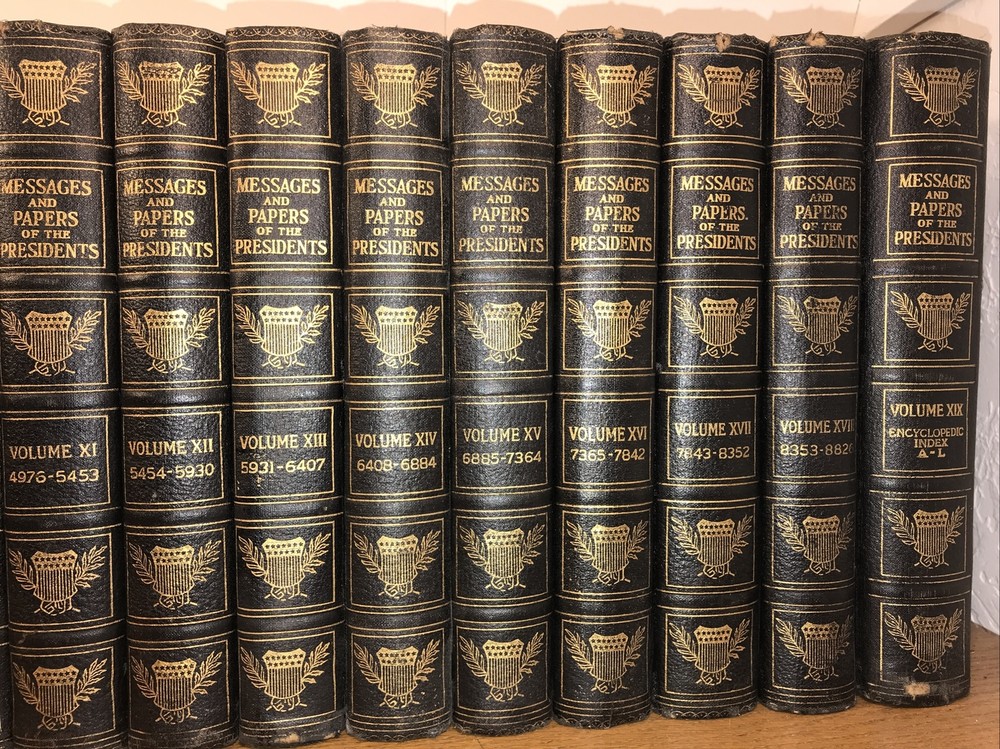 MESSAGES
AND
PAPERS
OF THE
PRESIDENTS
VOLUME XI
4976-5453
MESSAGES
AND
PAPERS
OF THE
PRESIDENTS
VOLUME XII
5454-5930
MESSAGES
AND
PAPERS
OF THE
PRESIDENTS
VOLUME XIII
5931-6407
MESSAGES
AND
PAPERS
OF THE
PRESIDENTS
VOLUME XIV
6408-6884
MESSAGES
AND
PAPERS
OF THE
PRESIDENTS
VOLUME XV
6885-7364
MESSAGES
AND
PAPERS
OF THE
PRESIDENTS
VOLUME XVI
7365-7842
MESSAGES
AND
PAPERS.
OF THE
PRESIDENTS
VOLUME XVII
7843-8352
MESSAGES
AND
PAPERS
OF THE
PRESIDENTS
VOLUME XVIII
8353-8826
MESSAGES
AND
PAPERS
OF THE
PRESIDENTS
VOLUME XIX
ENCYCLOPEDIC
INDEX
A-L